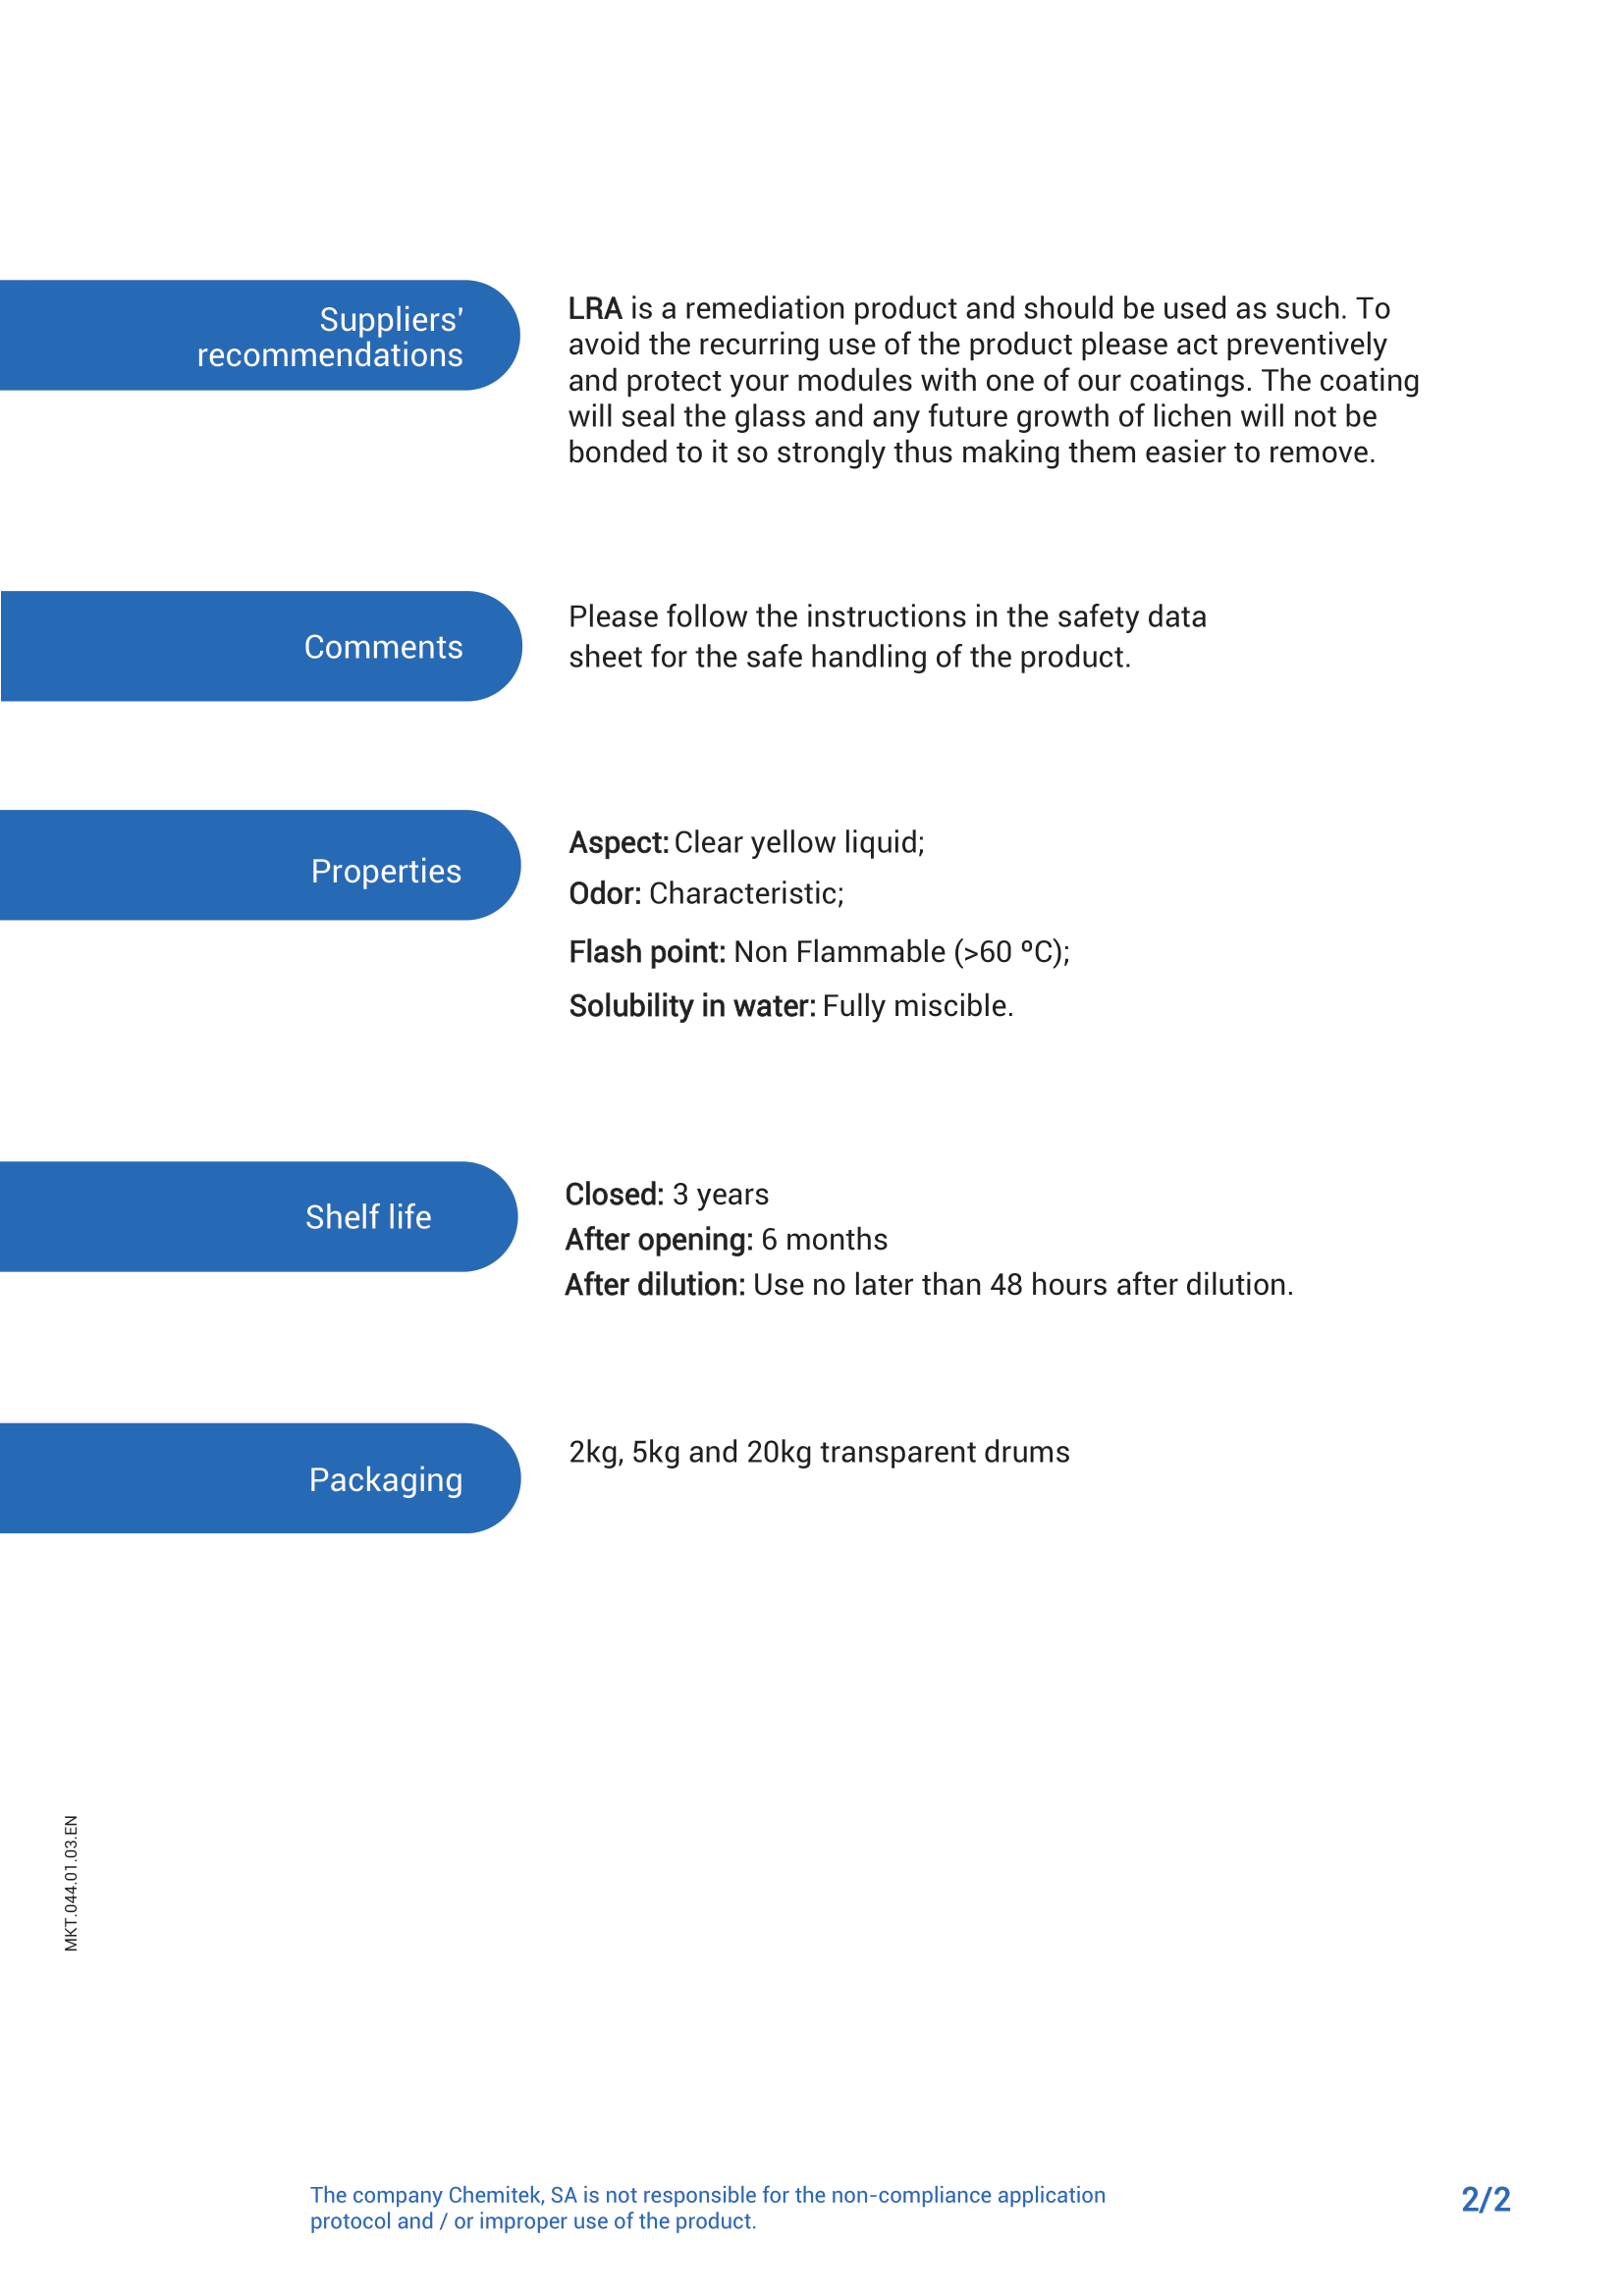 Suppliers'
recommendations
LRA is a remediation product and should be used as such. To
avoid the recurring use of the product please act preventively
and protect your modules with one of our coatings. The coating
will seal the glass and any future growth of lichen will not be
bonded to it so strongly thus making them easier to remove.
Comments
Please follow the instructions in the safety data
sheet for the safe handling of the product.
Properties
Aspect: Clear yellow liquid;
Odor: Characteristic;
Flash point: Non Flammable (>60 ºC);
Solubility in water: Fully miscible.
Shelf life
Closed: 3 years
After opening: 6 months
After dilution: Use no later than 48 hours after dilution.
Packaging
2kg, 5kg and 20kg transparent drums
MKT.044.01.03.EN
The company Chemitek, SA is not responsible for the non-compliance application
protocol and / or improper use of the product.
2/2